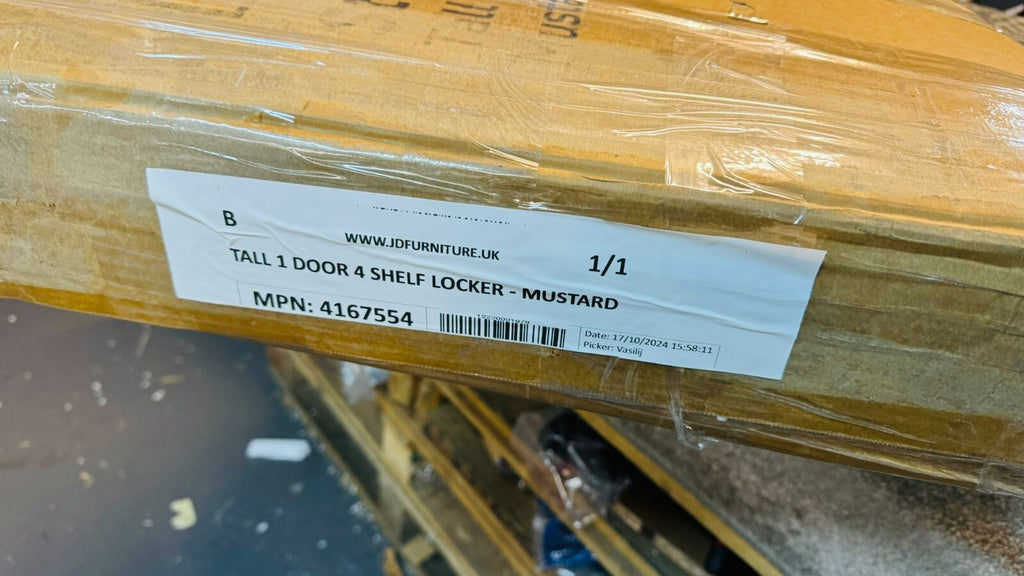 B
WWW.JDFURNITURE.UK
1/1
TALL 1 DOOR 4 SHELF LOCKER - MUSTARD
MPN: 4167554
Date: 17/10/2024 15:58:11
Picker: Vasilij